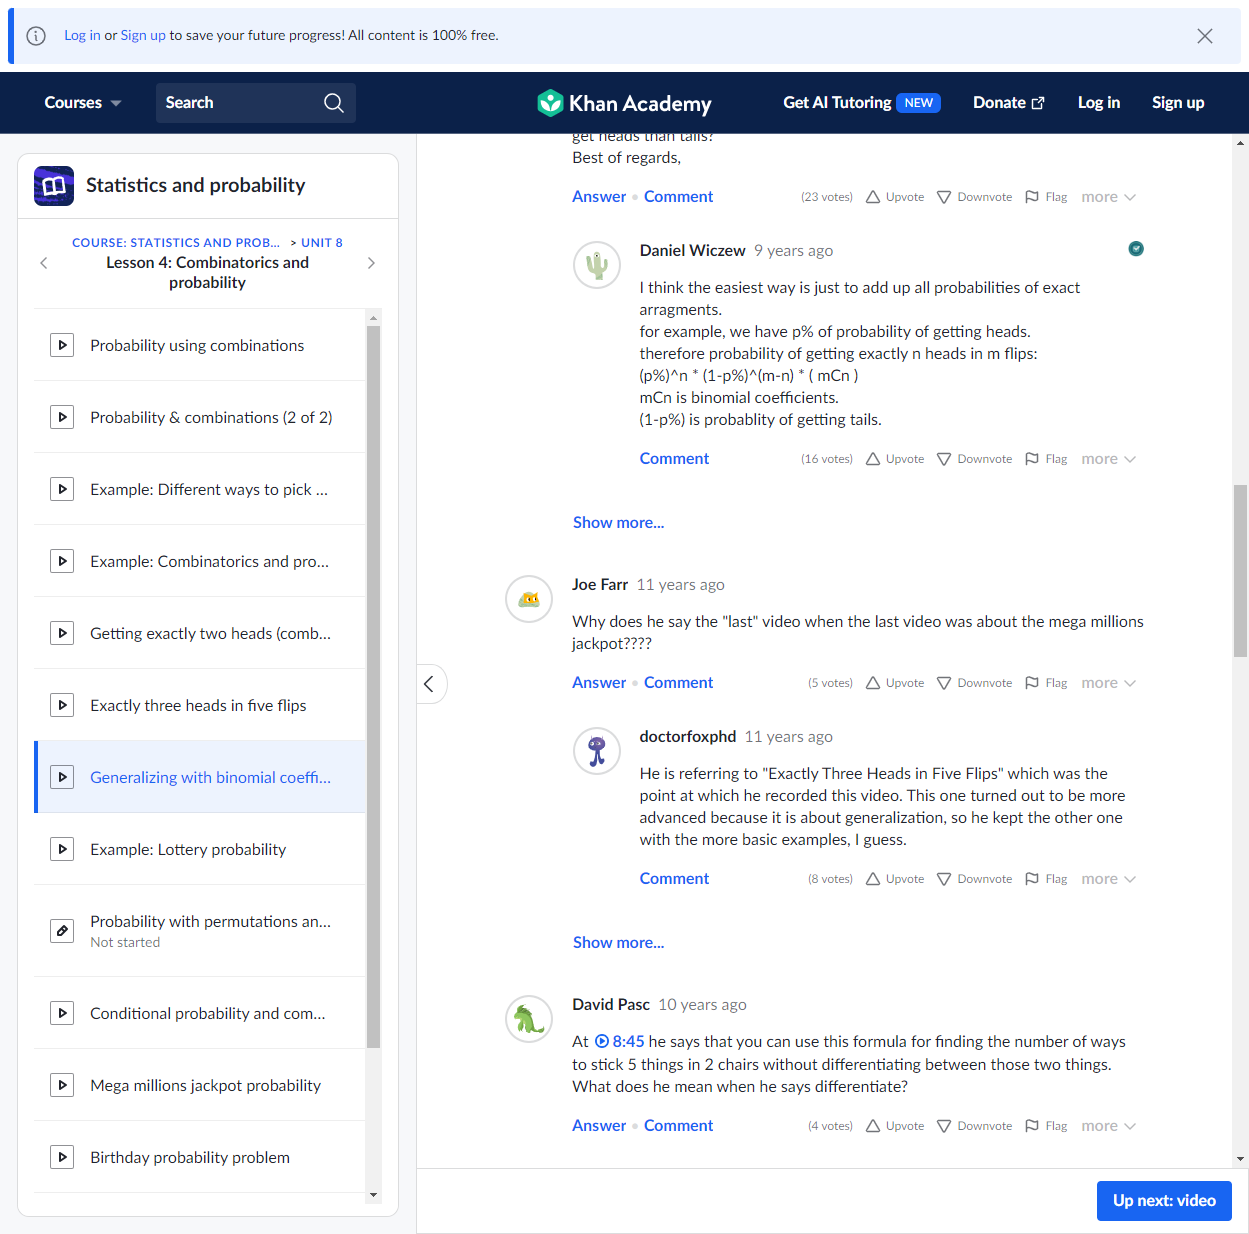 Log in or Sign up to save your future progress! All content is 100% free.
Courses
Search
Khan Academy
Get AI Tutoring NEW
Donate
Log in
Sign up
Statistics and probability
COURSE: STATISTICS AND PROB... > UNIT 8
Lesson 4: Combinatorics and
probability
Probability using combinations
Probability & combinations (2 of 2)
Example: Different ways to pick ...
Example: Combinatorics and pro...
Getting exactly two heads (comb...
Exactly three heads in five flips
Generalizing with binomial coeffi...
Example: Lottery probability
Probability with permutations an...
Not started
Conditional probability and com...
Mega millions jackpot probability
Birthday probability problem
get heads than tails?
Best of regards,
Answer • Comment (23 votes) Upvote Downvote Flag more
Daniel Wiczew 9 years ago
I think the easiest way is just to add up all probabilities of exact
arragments.
for example, we have p% of probability of getting heads.
therefore probability of getting exactly n heads in m flips:
(p%)^n * (1-p%)^(m-n) * ( mCn )
mCn is binomial coefficients.
(1-p%) is probablity of getting tails.
Comment (16 votes) Upvote Downvote Flag more
Show more...
Joe Farr 11 years ago
Why does he say the "last" video when the last video was about the mega millions
jackpot????
Answer • Comment (5 votes) Upvote Downvote Flag more
doctorfoxphd 11 years ago
He is referring to "Exactly Three Heads in Five Flips" which was the
point at which he recorded this video. This one turned out to be more
advanced because it is about generalization, so he kept the other one
with the more basic examples, I guess.
Comment (8 votes) Upvote Downvote Flag more
Show more...
David Pasc 10 years ago
At 8:45 he says that you can use this formula for finding the number of ways
to stick 5 things in 2 chairs without differentiating between those two things.
What does he mean when he says differentiate?
Answer • Comment (4 votes) Upvote Downvote Flag more
Up next: video